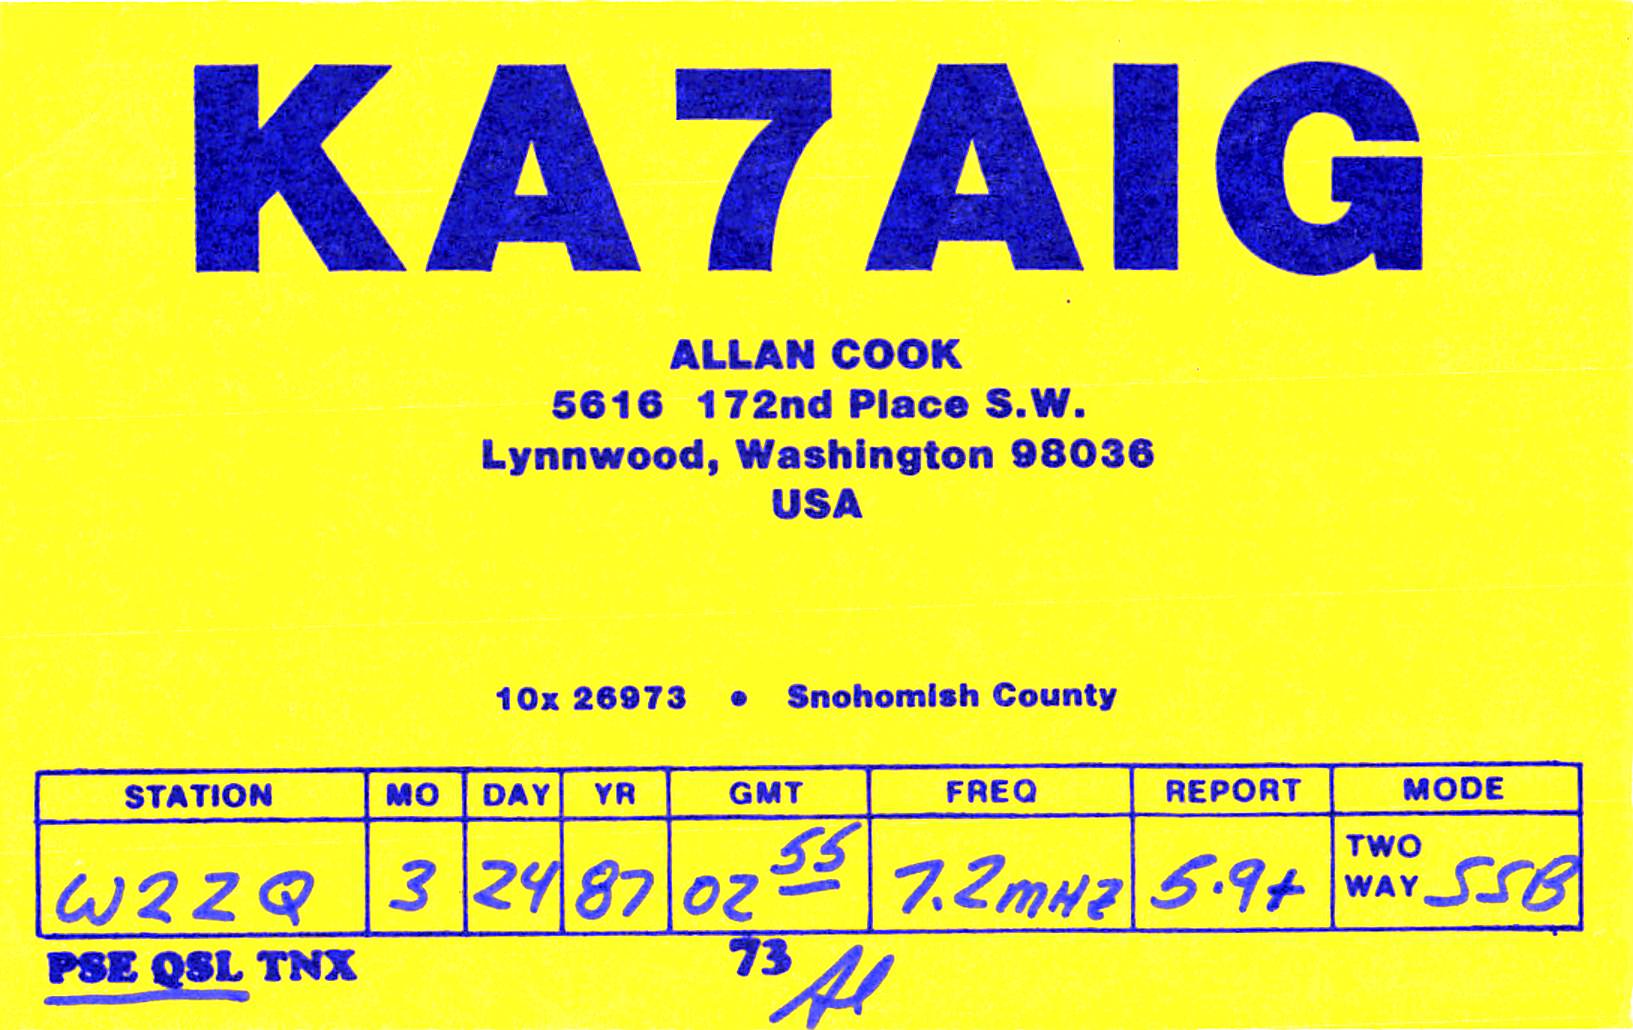 KA7AIG
ALLAN COOK
5616 172nd Place S.W.
Lynnwood, Washington 98036
USA
10x 26973 • Snohomish County
STATION MO DAY YR GMT FREQ REPORT MODE
W2ZQ 3 24 87 02 55 7.2mHz 5.9+ TWO WAY SSB
PSE QSL TNX 73 Al